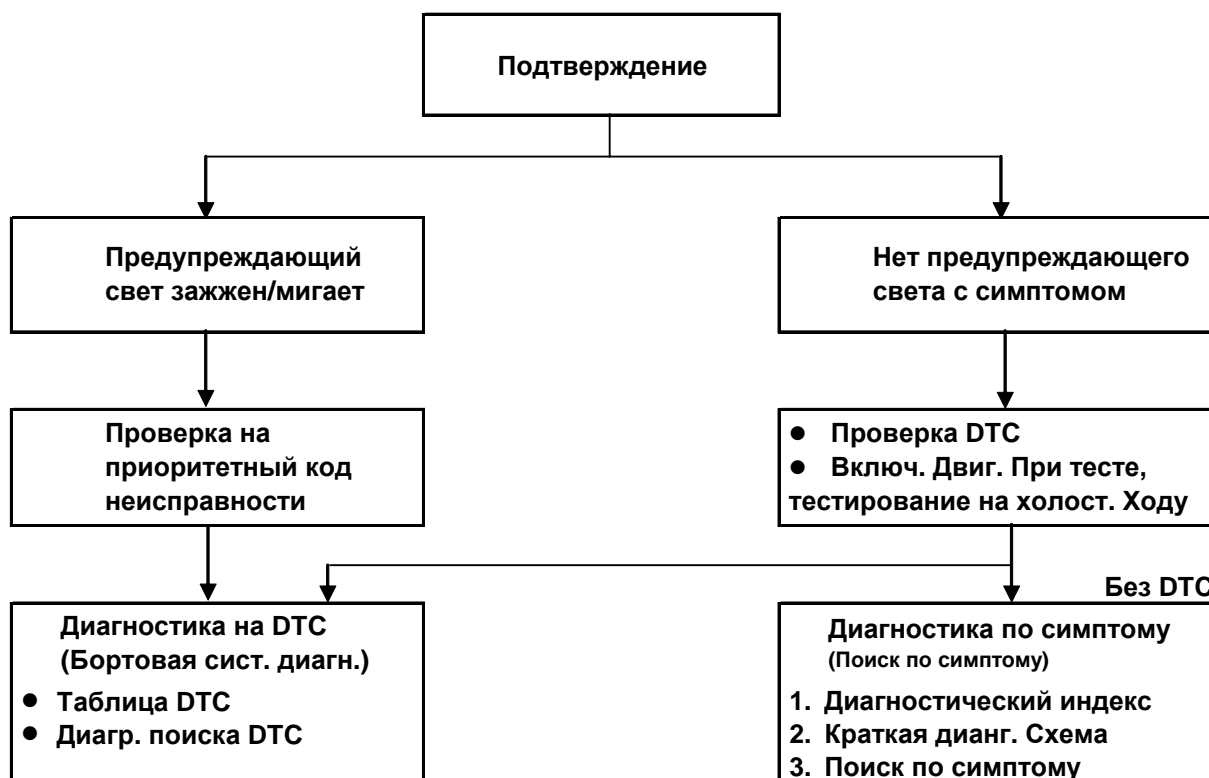 Подтверждение
Предупреждающий
свет зажжен/мигает
Нет предупреждающего
света с симптомом
Проверка на
приоритетный код
неисправности
● Проверка DTC
● Включ. Двиг. При тесте,
тестирование на холост. Ходу
Без DTC
Диагностика на DTC
(Бортовая сист. диагн.)
● Таблица DTC
● Диагр. поиска DTC
Диагностика по симптому
(Поиск по симптому)
1. Диагностический индекс
2. Краткая дианг. Схема
3. Поиск по симптому